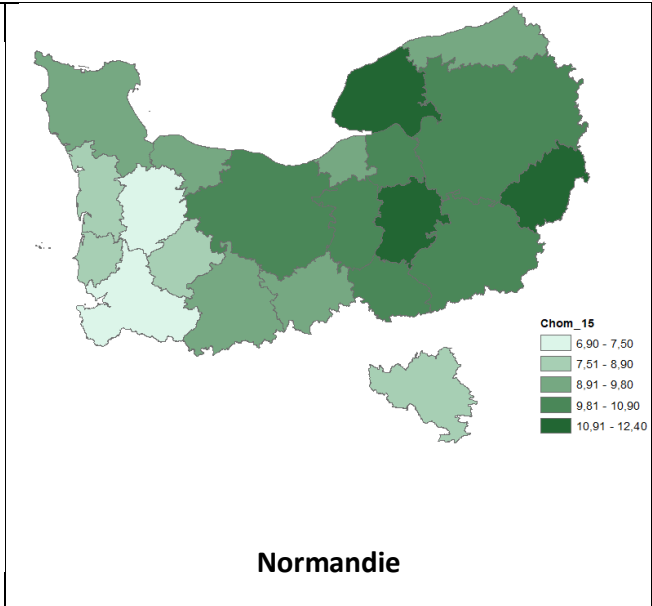 Chom_15
6,90 - 7,50
7,51 - 8,90
8,91 - 9,80
9,81 - 10,90
10,91 - 12,40
Normandie